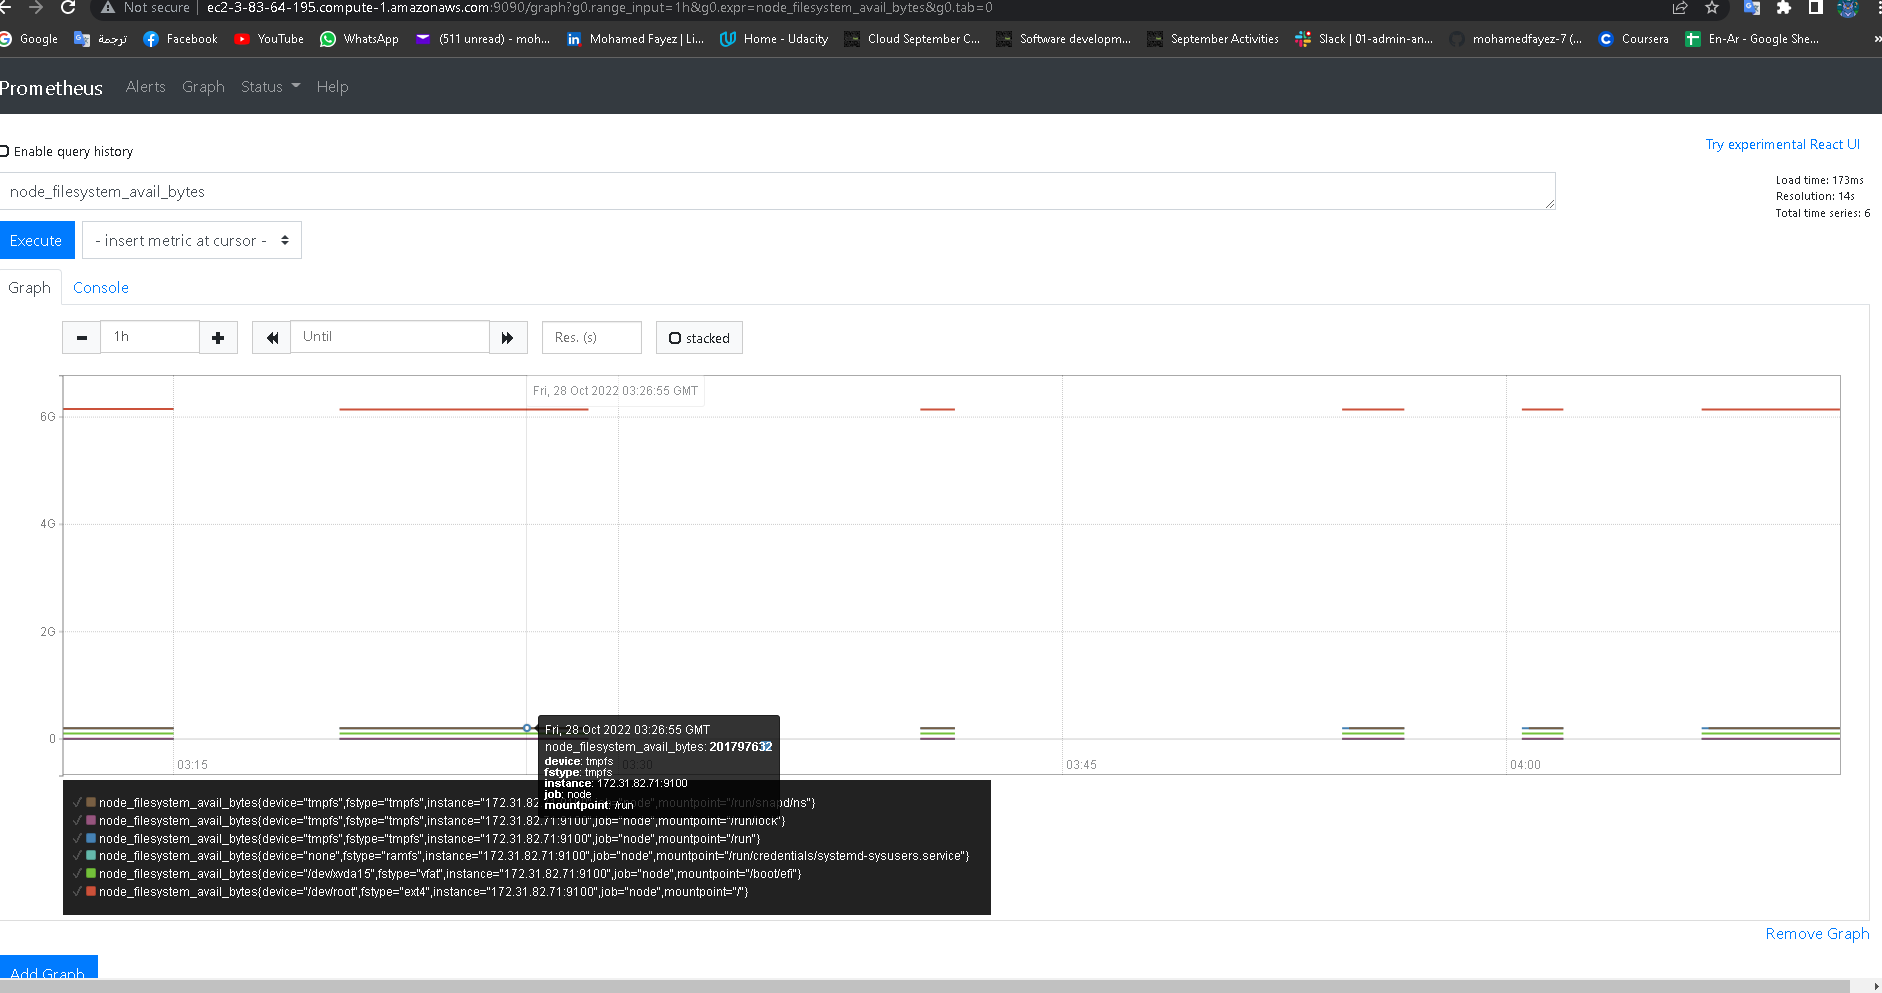 Not secure | ec2-3-83-64-195.compute-1.amazonaws.com:9090/graph?g0.range_input=1h&g0.expr=node_filesystem_avail_bytes&g0.tab=0
Google ترجمة Facebook YouTube WhatsApp (511 unread) - moh... Mohamed Fayez | Li... Home - Udacity Cloud September C... Software developm... September Activities Slack | 01-admin-an... mohamedfayez-7 (... Coursera En-Ar - Google She... »
Prometheus Alerts Graph Status Help
Enable query history
Try experimental React UI
node_filesystem_avail_bytes
Load time: 173ms
Resolution: 14s
Total time series: 6
Execute - insert metric at cursor -
Graph Console
1h Until Res. (s) stacked
Fri, 28 Oct 2022 03:26:55 GMT
6G
4G
2G
0
03:15 03:30 03:45 04:00
Fri, 28 Oct 2022 03:26:55 GMT
node_filesystem_avail_bytes: 201797632
device: tmpfs
fstype: tmpfs
instance: 172.31.82.71:9100
job: node
mountpoint: /run
node_filesystem_avail_bytes{device="tmpfs",fstype="tmpfs",instance="172.31.82 node",mountpoint="/run/snapd/ns"}
node_filesystem_avail_bytes{device="tmpfs",fstype="tmpfs",instance="172.31.82.71:9100",job="node",mountpoint="/run/lock"}
node_filesystem_avail_bytes{device="tmpfs",fstype="tmpfs",instance="172.31.82.71:9100",job="node",mountpoint="/run"}
node_filesystem_avail_bytes{device="none",fstype="ramfs",instance="172.31.82.71:9100",job="node",mountpoint="/run/credentials/systemd-sysusers.service"}
node_filesystem_avail_bytes{device="/dev/xvda15",fstype="vfat",instance="172.31.82.71:9100",job="node",mountpoint="/boot/efi"}
node_filesystem_avail_bytes{device="/dev/root",fstype="ext4",instance="172.31.82.71:9100",job="node",mountpoint="/"}
Remove Graph
Add Graph